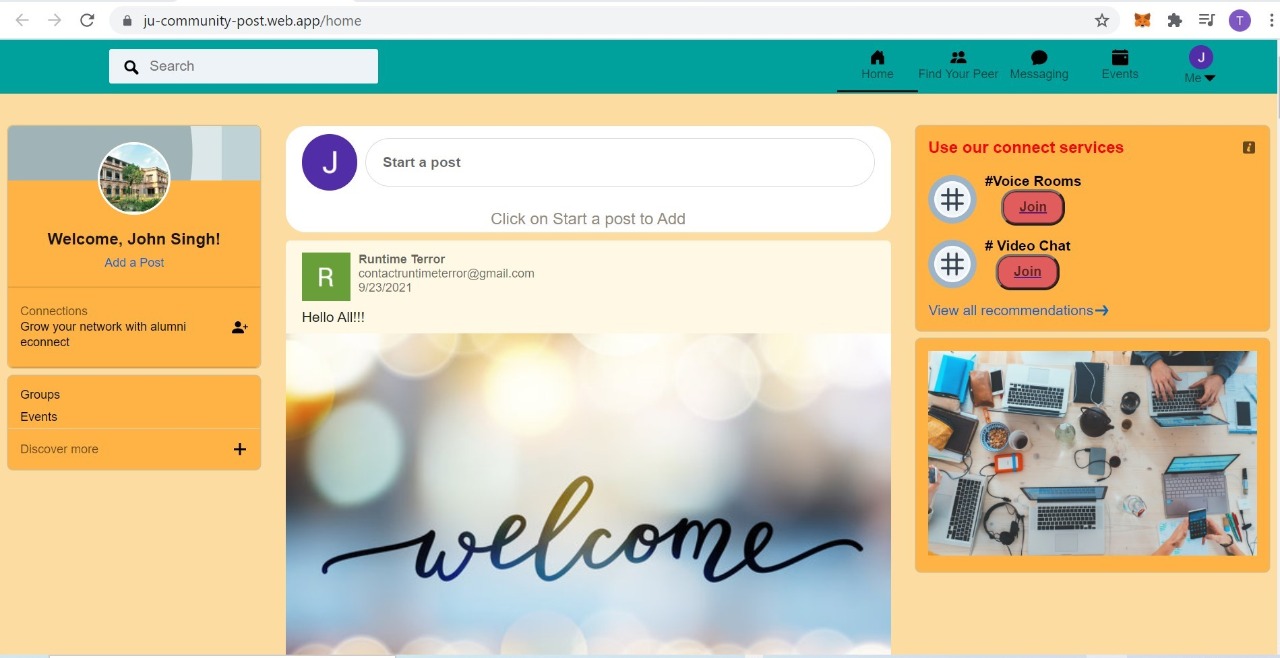 ju-community-post.web.app/home
T
Search
Home
Find Your Peer
Messaging
Events
J
Me
Welcome, John Singh!
Add a Post
Connections
Grow your network with alumni
econnect
Groups
Events
Discover more
J
Start a post
Click on Start a post to Add
R
Runtime Terror
contactruntimeterror@gmail.com
9/23/2021
Hello All!!!
welcome
Use our connect services
#Voice Rooms
Join
# Video Chat
Join
View all recommendations